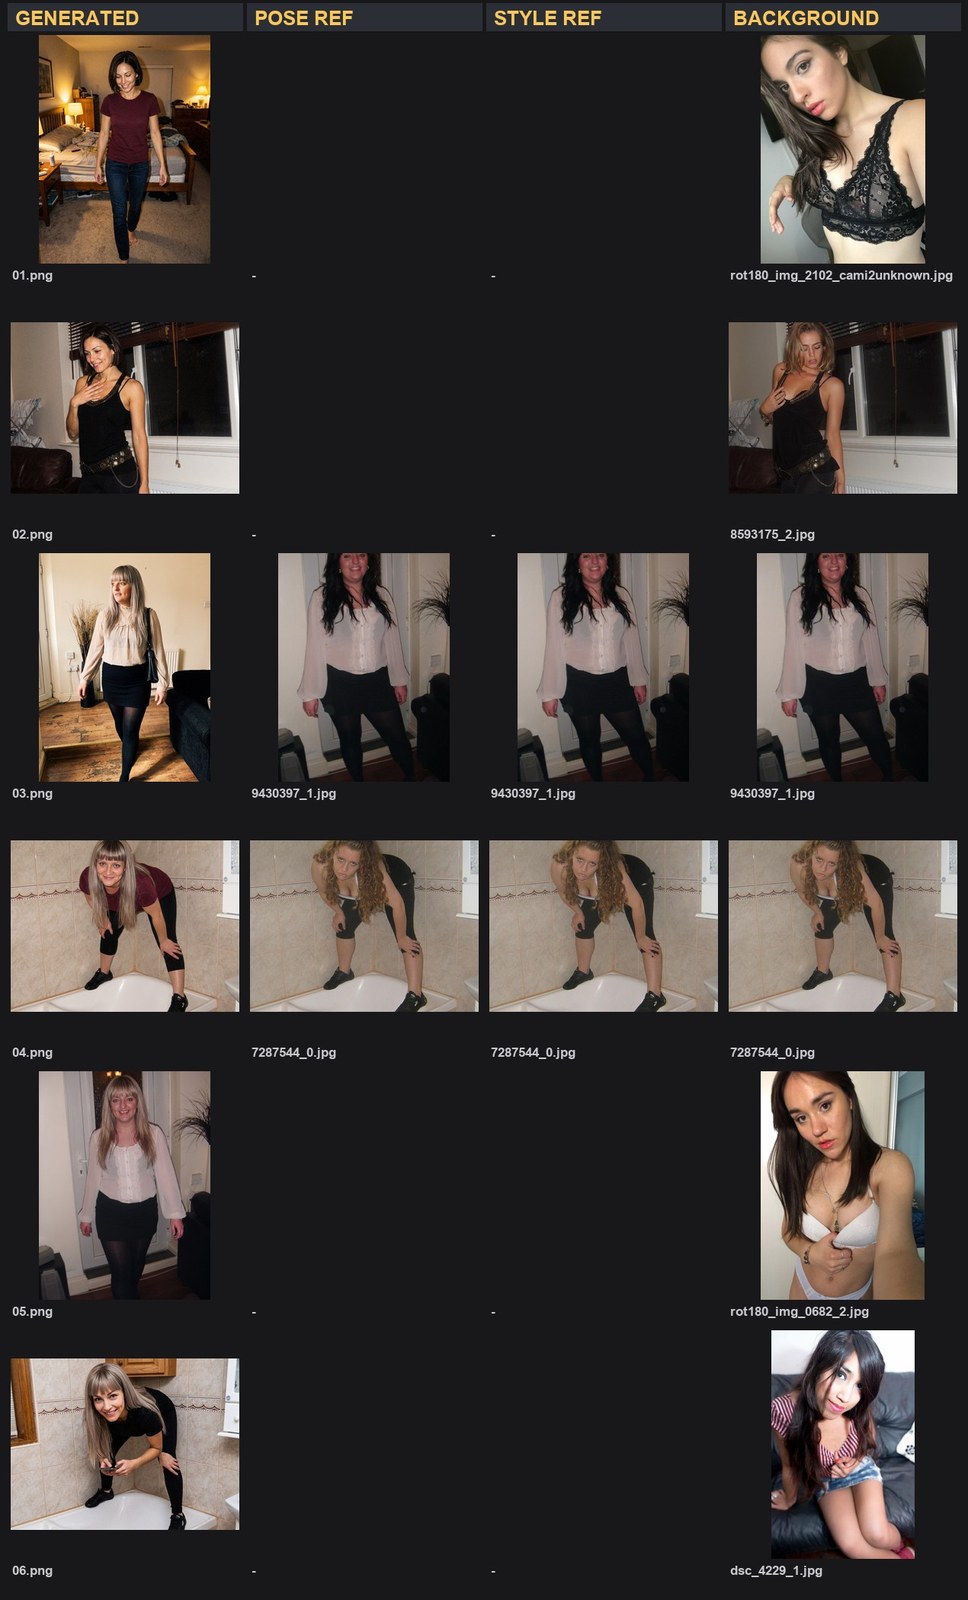 GENERATED POSE REF STYLE REF BACKGROUND
01.png - - rot180_img_2102_cami2unknown.jpg
02.png - - 8593175_2.jpg
03.png 9430397_1.jpg 9430397_1.jpg 9430397_1.jpg
04.png 7287544_0.jpg 7287544_0.jpg 7287544_0.jpg
05.png - - rot180_img_0682_2.jpg
06.png - - dsc_4229_1.jpg